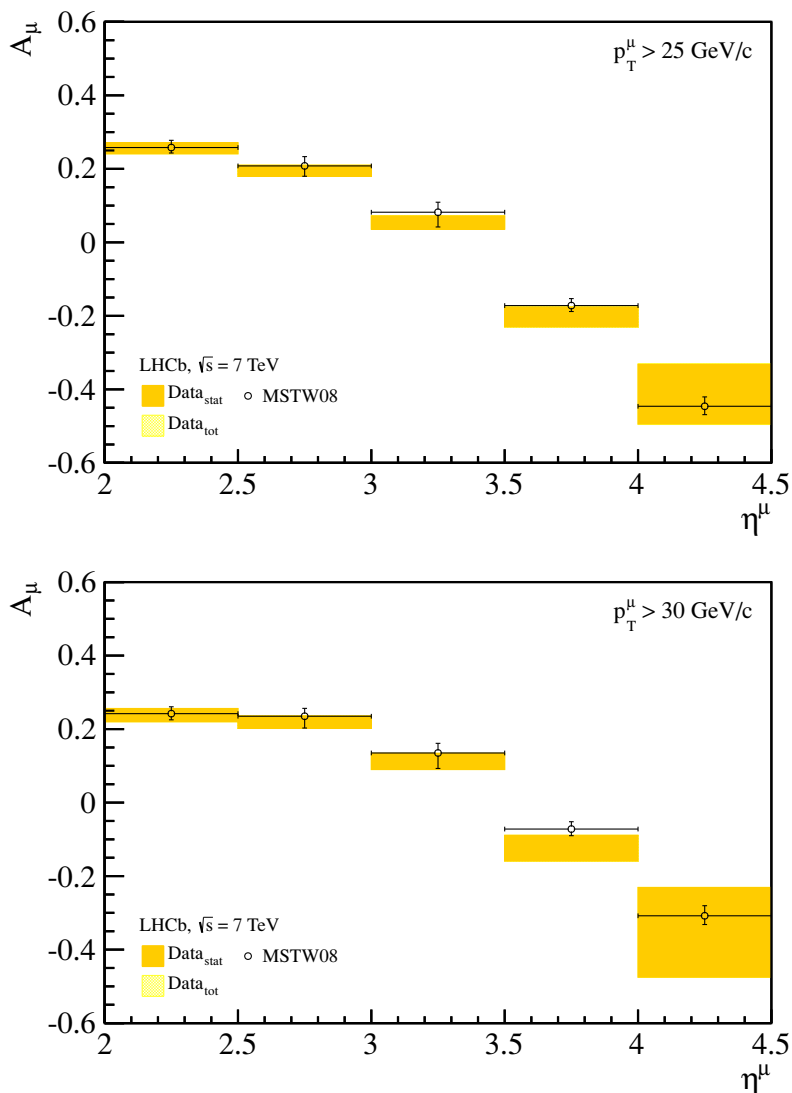 A_μ
0.6
p_T^μ > 25 GeV/c
0.4
0.2
0
-0.2
LHCb, √s = 7 TeV
-0.4
Data_stat MSTW08
Data_tot
-0.6
2 2.5 3 3.5 4 4.5
η^μ
A_μ
0.6
p_T^μ > 30 GeV/c
0.4
0.2
0
-0.2
LHCb, √s = 7 TeV
-0.4
Data_stat MSTW08
Data_tot
-0.6
2 2.5 3 3.5 4 4.5
η^μ